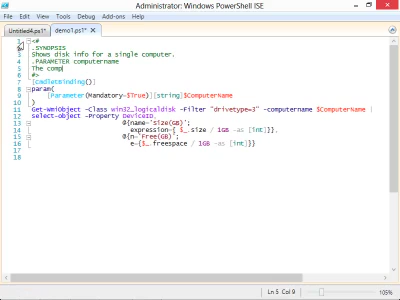 Administrator: Windows PowerShell ISE
File Edit View Tools Debug Add-ons Help
Untitled4.ps1* demo1.ps1*
1 <#
2 .SYNOPSIS
3 Shows disk info for a single computer.
4 .PARAMETER computername
5 The comp
6 #>
7 [CmdletBinding()]
8 param(
9 [Parameter(Mandatory=$True)][string]$ComputerName
10 )
11 Get-WmiObject -Class win32_logicaldisk -Filter "drivetype=3" -computername $ComputerName |
12 select-object -Property DeviceID,
13 @{name='Size(GB)';
14 expression={ $_.size / 1GB -as [int]}},
15 @{n='Free(GB)';
16 e={$_.freespace / 1GB -as [int]}}
17
18
Ln 5 Col 9 105%